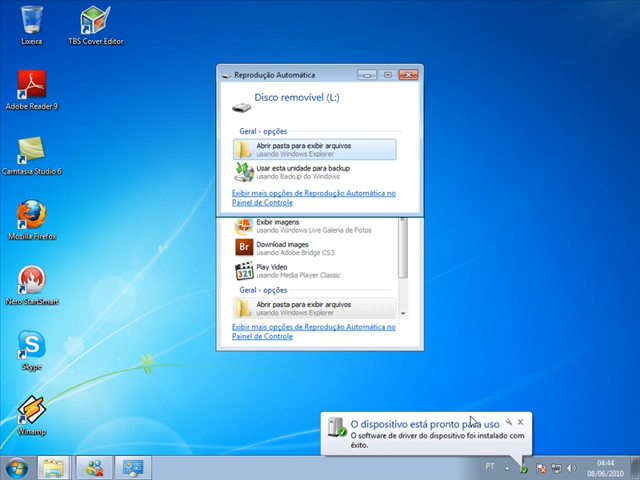 Lixeira
TBS Cover Editor
Adobe Reader 9
Camtasia Studio 6
Mozilla Firefox
Nero StartSmart
Skype
Winamp
Reprodução Automática
Disco removível (L:)
Geral - opções
Abrir pasta para exibir arquivos
usando Windows Explorer
Usar esta unidade para backup
usando Backup do Windows
Exibir mais opções de Reprodução Automática no
Painel de Controle
Exibir imagens
usando Windows Live Galeria de Fotos
Br
Download images
usando Adobe Bridge CS3
321
Play Video
usando Media Player Classic
Geral - opções
Abrir pasta para exibir arquivos
usando Windows Explorer
Exibir mais opções de Reprodução Automática no
Painel de Controle
O dispositivo está pronto para uso
O software de driver do dispositivo foi instalado com
êxito.
PT
04:44
08/06/2010